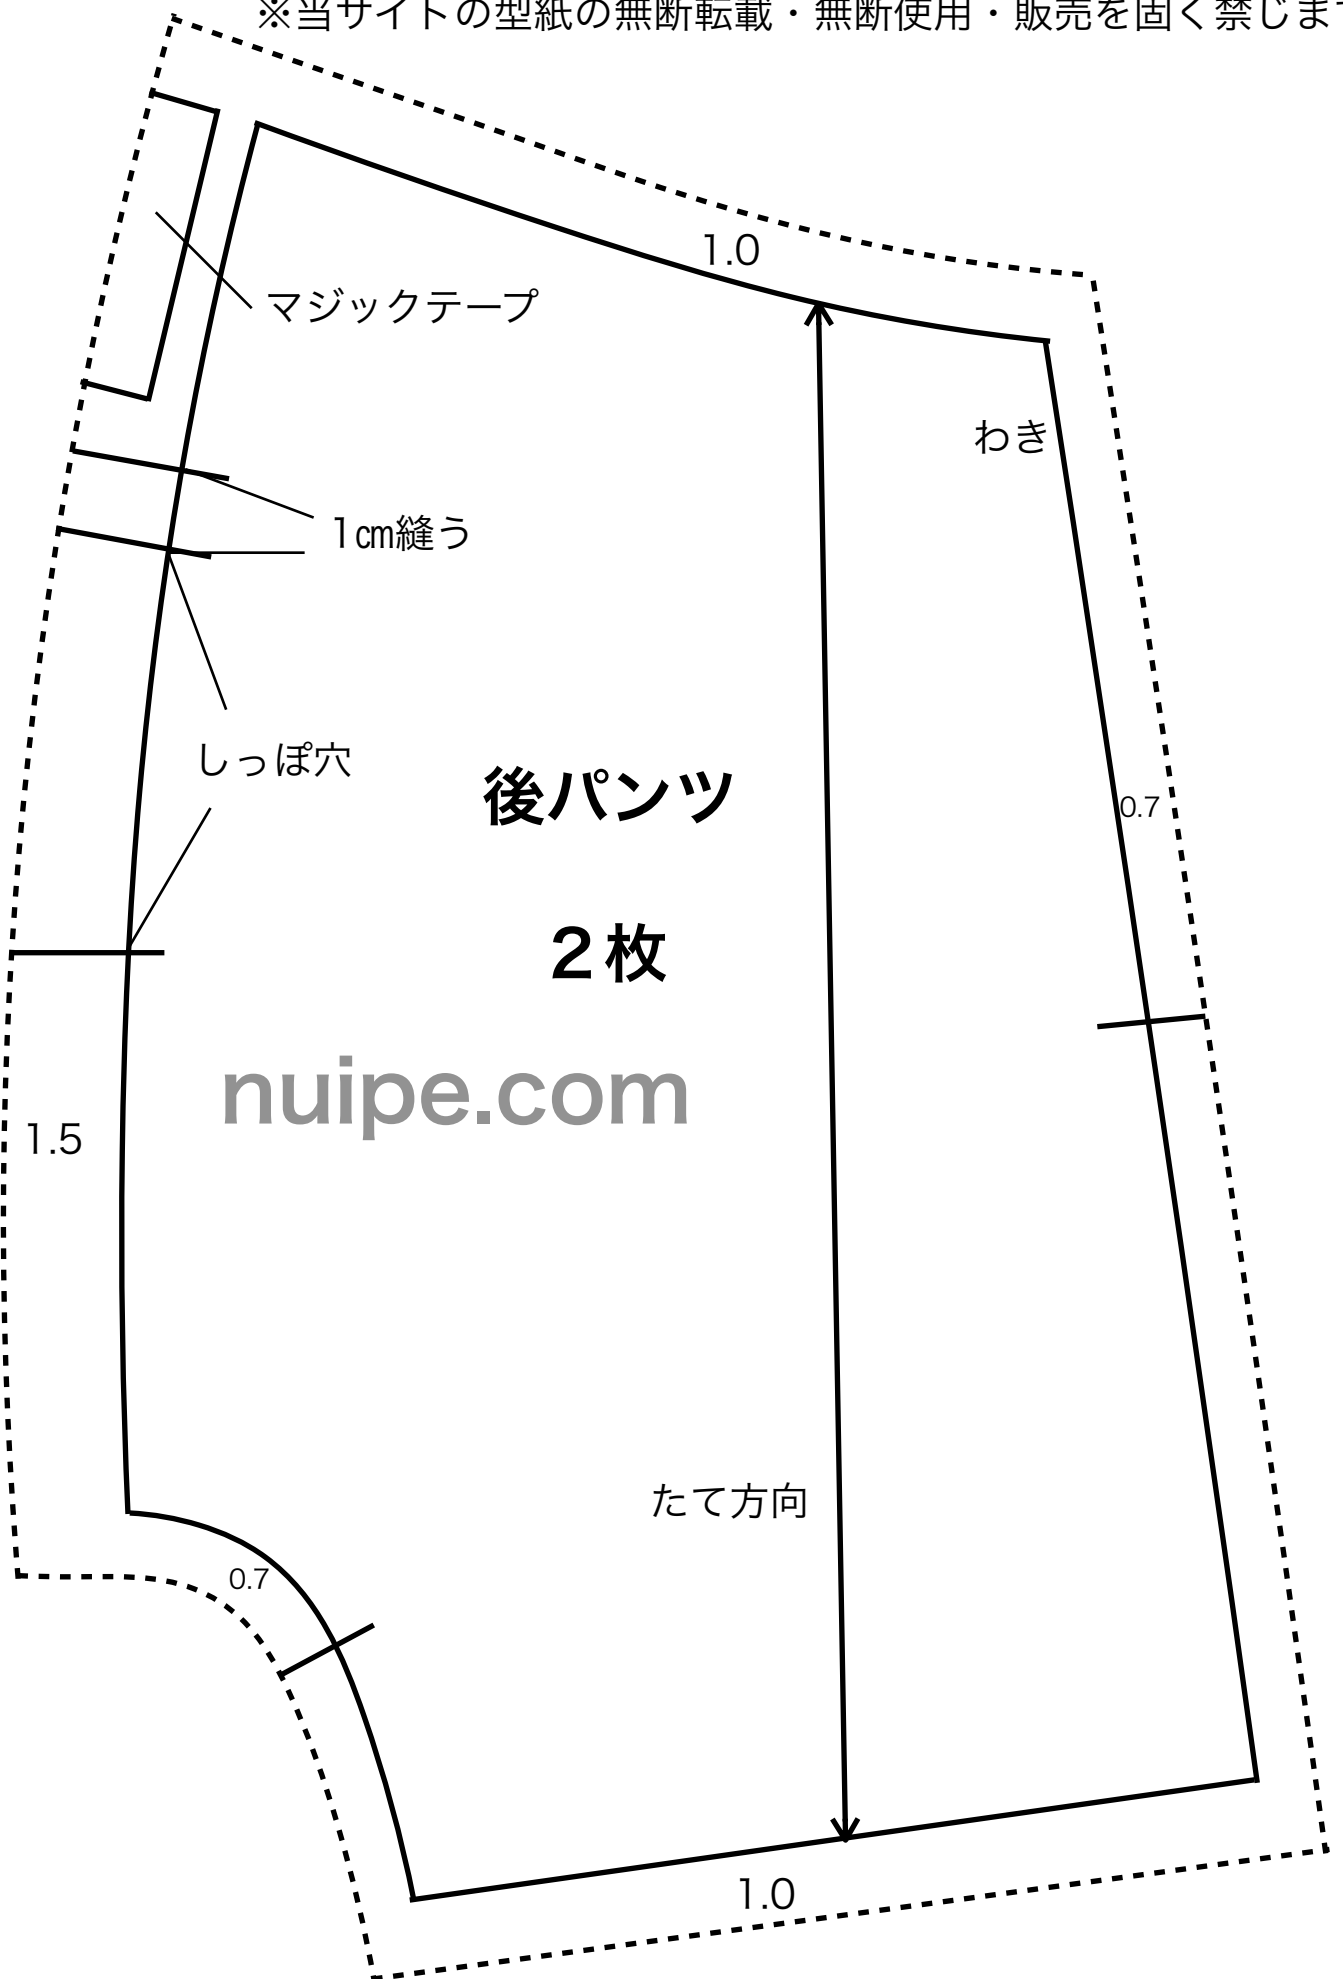 ※当サイトの型紙の無断転載・無断使用・販売を固く禁じま
1.0
マジックテープ
わき
1㎝縫う
しっぽ穴
後パンツ
0.7
２枚
nuipe.com
1.5
たて方向
0.7
1.0